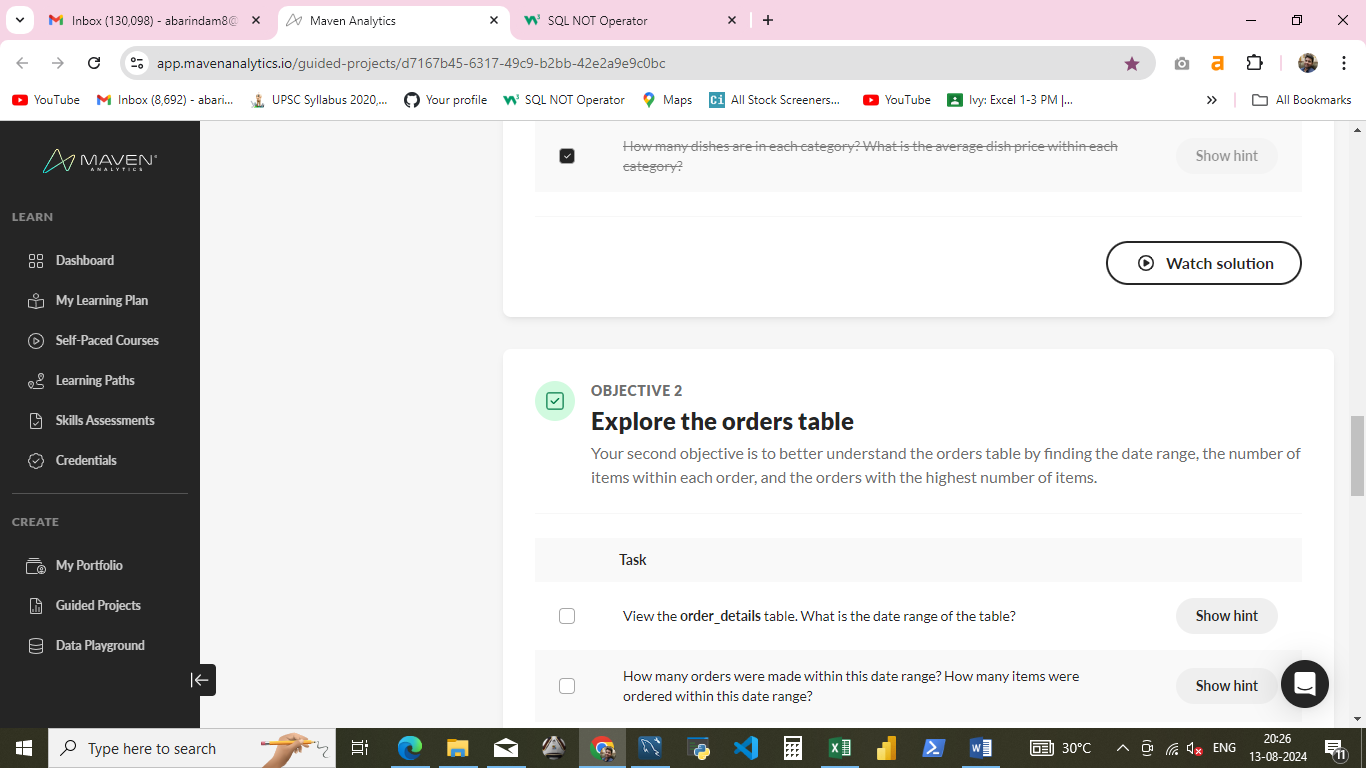 Inbox (130,098) - abarindam8@
Maven Analytics
SQL NOT Operator
app.mavenanalytics.io/guided-projects/d7167b45-6317-49c9-b2bb-42e2a9e9c0bc
YouTube
Inbox (8,692) - abari...
UPSC Syllabus 2020,...
Your profile
SQL NOT Operator
Maps
All Stock Screeners...
YouTube
Ivy: Excel 1-3 PM |,...
All Bookmarks
MAVEN
ANALYTICS
LEARN
Dashboard
My Learning Plan
Self-Paced Courses
Learning Paths
Skills Assessments
Credentials
CREATE
My Portfolio
Guided Projects
Data Playground
How many dishes are in each category? What is the average dish price within each
category?
Show hint
Watch solution
OBJECTIVE 2
Explore the orders table
Your second objective is to better understand the orders table by finding the date range, the number of
items within each order, and the orders with the highest number of items.
Task
View the order_details table. What is the date range of the table?
Show hint
How many orders were made within this date range? How many items were
ordered within this date range?
Show hint
Type here to search
30°C
ENG
20:26
13-08-2024
11